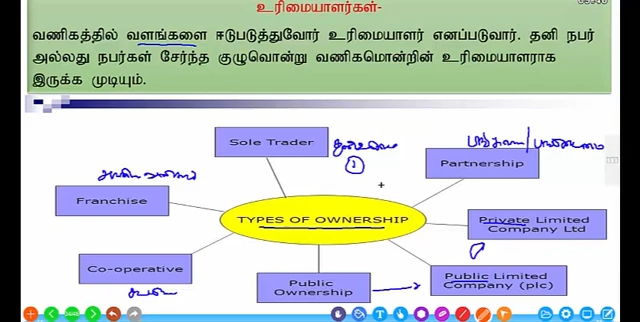 உரிமையாளர்கள்-
வணிகத்தில் வளங்களை ஈடுபடுத்துவோர் உரிமையாளர் எனப்படுவார். தனி நபர்
அல்லது நபர்கள் சேர்ந்த குழுவொன்று வணிகமொன்றின் உரிமையாளராக
இருக்க முடியும்.
Sole Trader
Partnership
Franchise
TYPES OF OWNERSHIP
Private Limited
Company Ltd
Co-operative
Public
Ownership
Public Limited
Company (plc)